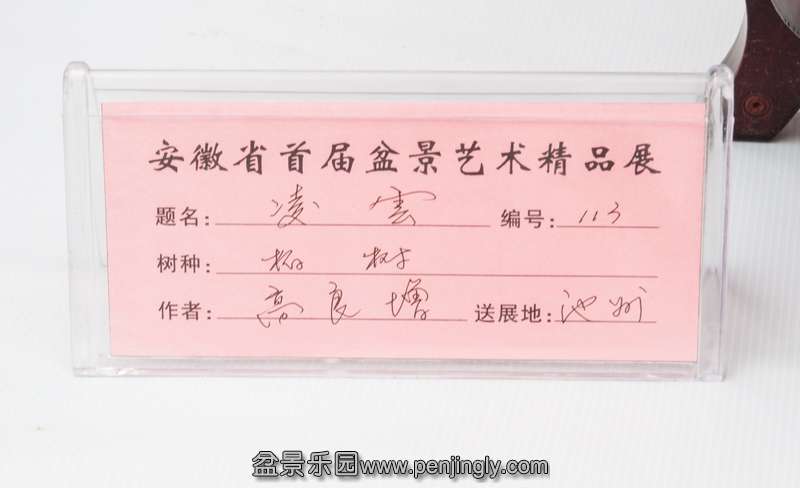 安徽省首届盆景艺术精品展
题名: 凌雲 编号: 113
树种: 树
作者: 高良增 送展地: 池州
盆景乐园www.penjingly.com